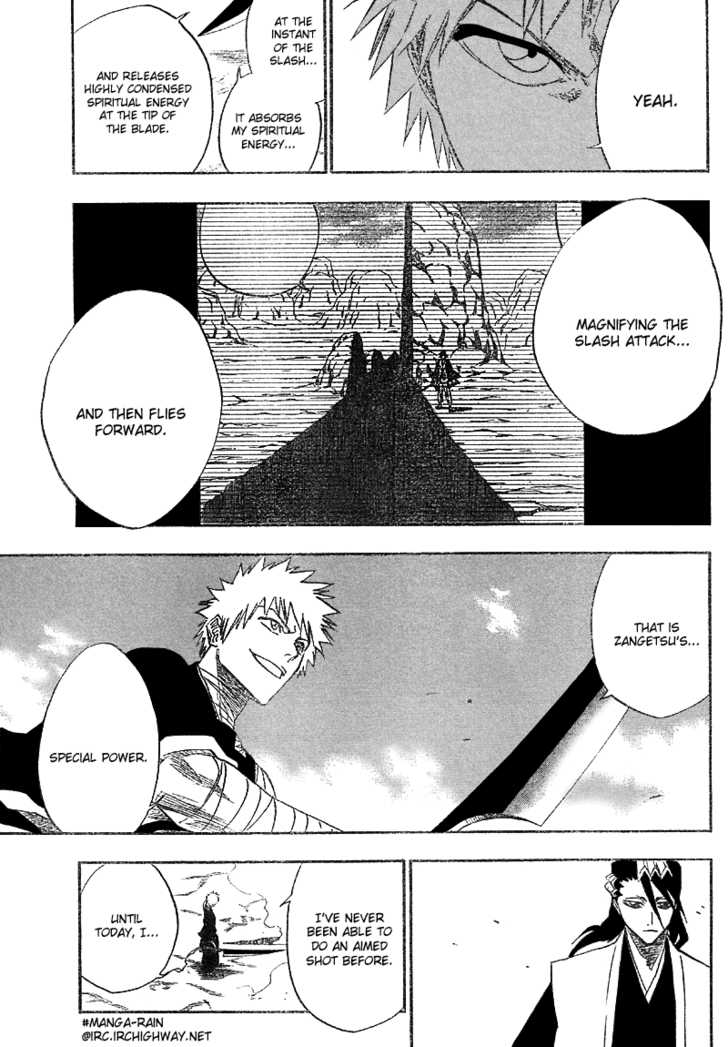 YEAH.
AT THE
INSTANT
OF THE
SLASH...
IT ABSORBS
MY SPIRITUAL
ENERGY...
AND RELEASES
HIGHLY CONDENSED
SPIRITUAL ENERGY
AT THE TIP OF
THE BLADE.
MAGNIFYING THE
SLASH ATTACK...
AND THEN FLIES
FORWARD.
THAT IS
ZANGETSU'S...
SPECIAL POWER.
I'VE NEVER
BEEN ABLE TO
DO AN AIMED
SHOT BEFORE.
UNTIL
TODAY, I...
#MANGA-RAIN
@IRC.IRCHIGHWAY.NET